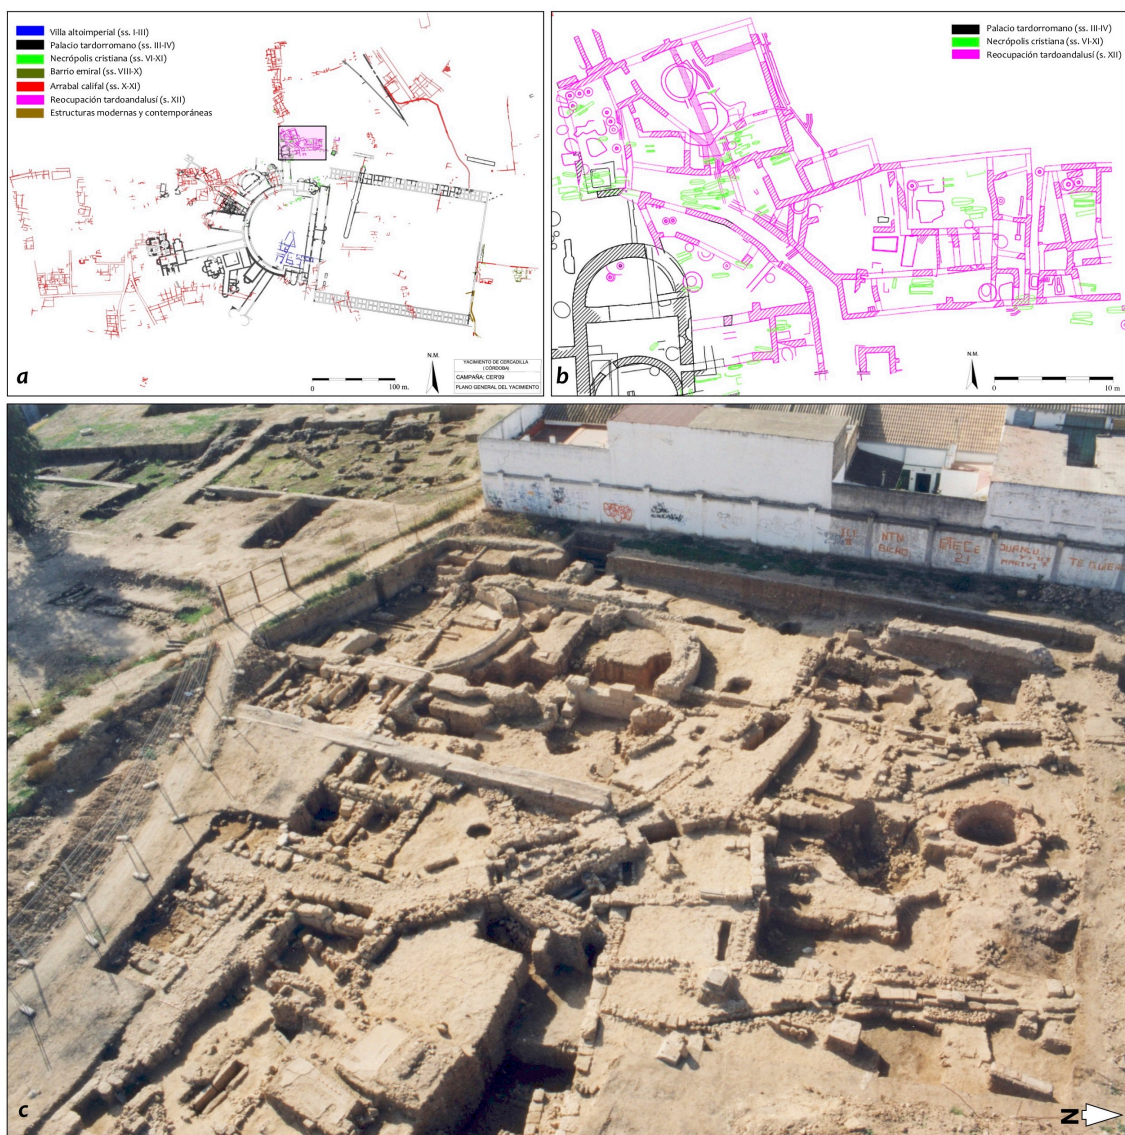 Villa altoimperial (ss. I-III)
Palacio tardorromano (ss. III-IV)
Necrópolis cristiana (ss. VI-XI)
Barrio emiral (ss. VIII-X)
Arrabal califal (ss. X-XI)
Reocupación tardoandalusí (s. XII)
Estructuras modernas y contemporáneas
N.M.
100 m.
YACIMIENTO DE CERCADILLA
( CÓRDOBA)
CAMPAÑA: CER'09
PLANO GENERAL DEL YACIMIENTO
a
Palacio tardorromano (ss. III-IV)
Necrópolis cristiana (ss. VI-XI)
Reocupación tardoandalusí (ss. XII)
N.M.
10 m
b
TE
c
N